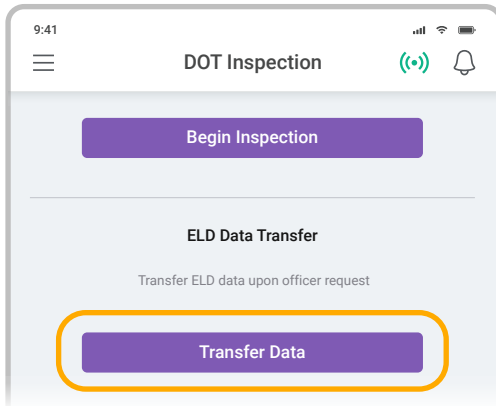 9:41
DOT Inspection
Begin Inspection
ELD Data Transfer
Transfer ELD data upon officer request
Transfer Data